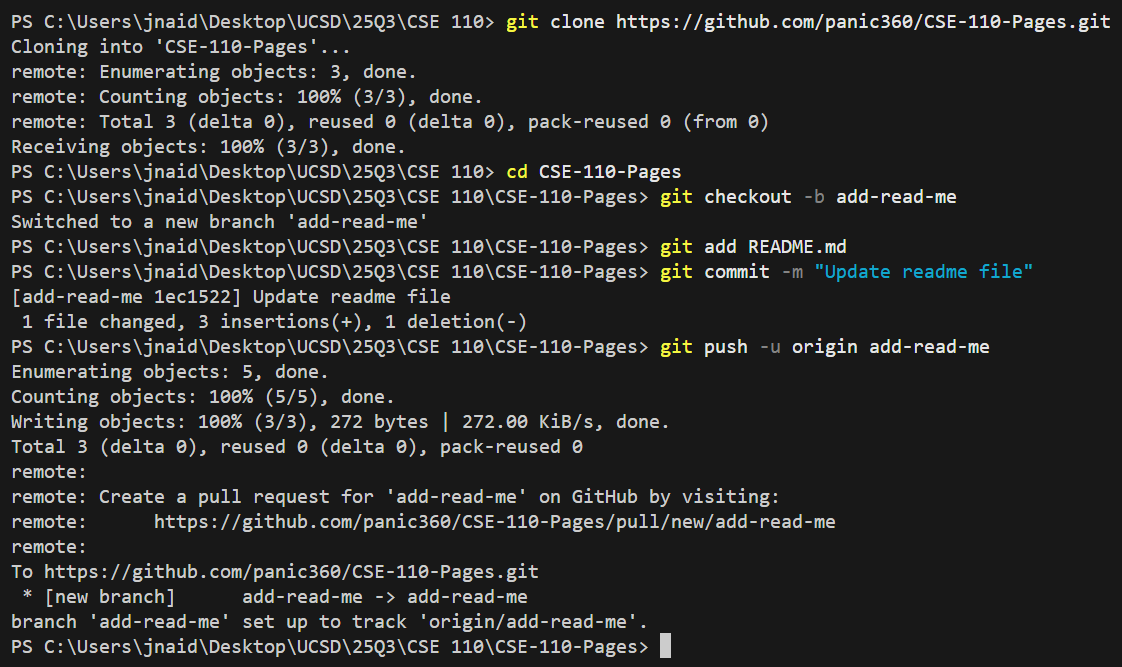 PS C:\Users\jnaid\Desktop\UCSD\25Q3\CSE 110> git clone https://github.com/panic360/CSE-110-Pages.git
Cloning into 'CSE-110-Pages'...
remote: Enumerating objects: 3, done.
remote: Counting objects: 100% (3/3), done.
remote: Total 3 (delta 0), reused 0 (delta 0), pack-reused 0 (from 0)
Receiving objects: 100% (3/3), done.
PS C:\Users\jnaid\Desktop\UCSD\25Q3\CSE 110> cd CSE-110-Pages
PS C:\Users\jnaid\Desktop\UCSD\25Q3\CSE 110\CSE-110-Pages> git checkout -b add-read-me
Switched to a new branch 'add-read-me'
PS C:\Users\jnaid\Desktop\UCSD\25Q3\CSE 110\CSE-110-Pages> git add README.md
PS C:\Users\jnaid\Desktop\UCSD\25Q3\CSE 110\CSE-110-Pages> git commit -m "Update readme file"
[add-read-me 1ec1522] Update readme file
 1 file changed, 3 insertions(+), 1 deletion(-)
PS C:\Users\jnaid\Desktop\UCSD\25Q3\CSE 110\CSE-110-Pages> git push -u origin add-read-me
Enumerating objects: 5, done.
Counting objects: 100% (5/5), done.
Writing objects: 100% (3/3), 272 bytes | 272.00 KiB/s, done.
Total 3 (delta 0), reused 0 (delta 0), pack-reused 0
remote:
remote: Create a pull request for 'add-read-me' on GitHub by visiting:
remote:      https://github.com/panic360/CSE-110-Pages/pull/new/add-read-me
remote:
To https://github.com/panic360/CSE-110-Pages.git
 * [new branch]      add-read-me -> add-read-me
branch 'add-read-me' set up to track 'origin/add-read-me'.
PS C:\Users\jnaid\Desktop\UCSD\25Q3\CSE 110\CSE-110-Pages>